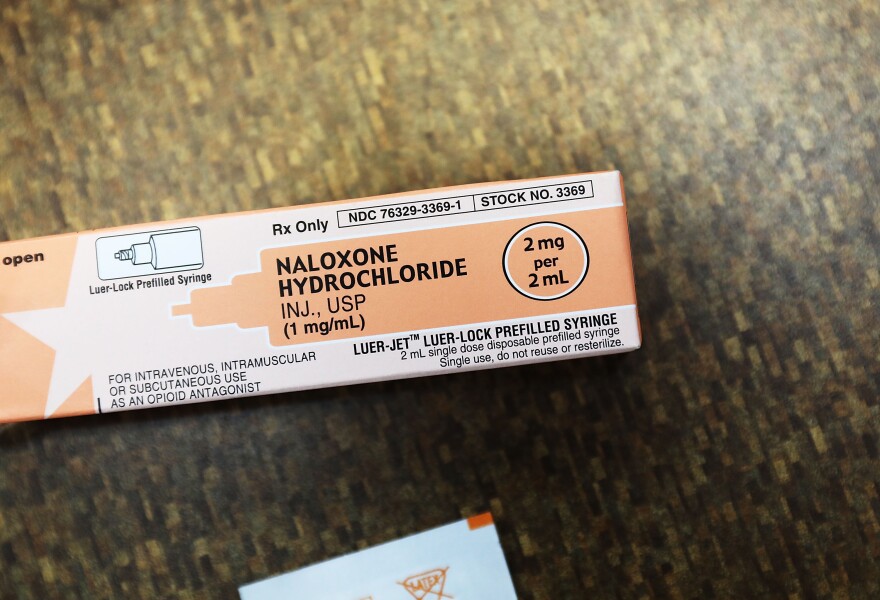 open
Luer-Lock Prefilled Syringe
Rx Only
NDC 76329-3369-1
STOCK NO. 3369
NALOXONE
HYDROCHLORIDE
INJ., USP
(1 mg/mL)
2 mg
per
2 mL
LUER-JET™ LUER-LOCK PREFILLED SYRINGE
2 mL single dose disposable prefilled syringe
Single use, do not reuse or resterilize.
FOR INTRAVENOUS, INTRAMUSCULAR
OR SUBCUTANEOUS USE
AS AN OPIOID ANTAGONIST
LATEX